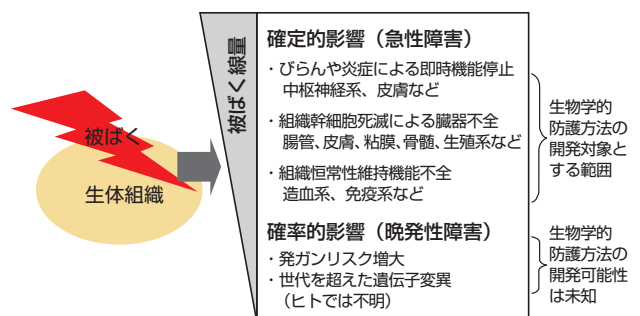 被ばく
生体組織
被ばく線量
確定的影響（急性障害）
・びらんや炎症による即時機能停止
中枢神経系、皮膚など
・組織幹細胞死滅による臓器不全
腸管、皮膚、粘膜、骨髄、生殖系など
・組織恒常性維持機能不全
造血系、免疫系など
生物学的
防護方法の
開発対象と
する範囲
確率的影響（晩発性障害）
・発ガンリスク増大
・世代を超えた遺伝子変異
（ヒトでは不明）
生物学的
防護方法の
開発可能性
は未知